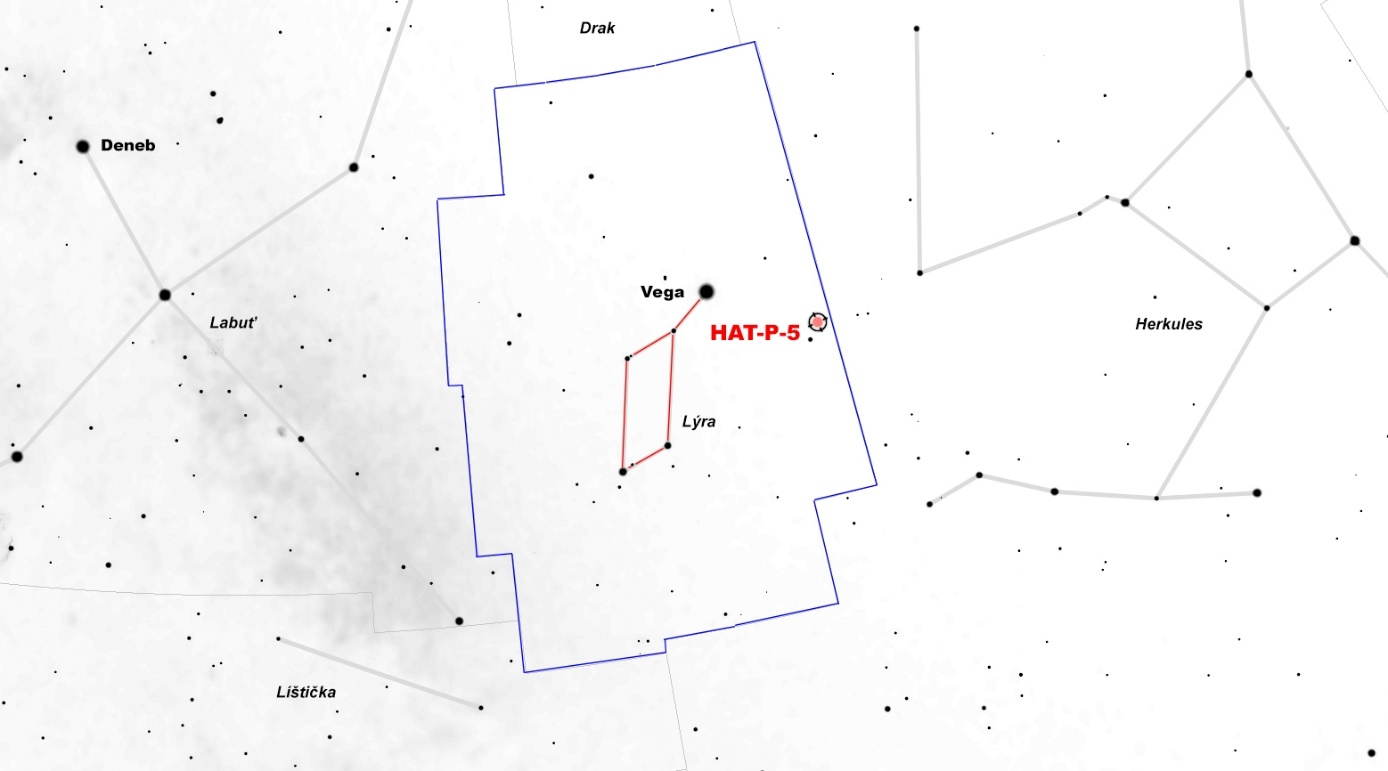 Drak
Deneb
Vega
Labuť
HAT-P-5
Herkules
Lýra
Líštička